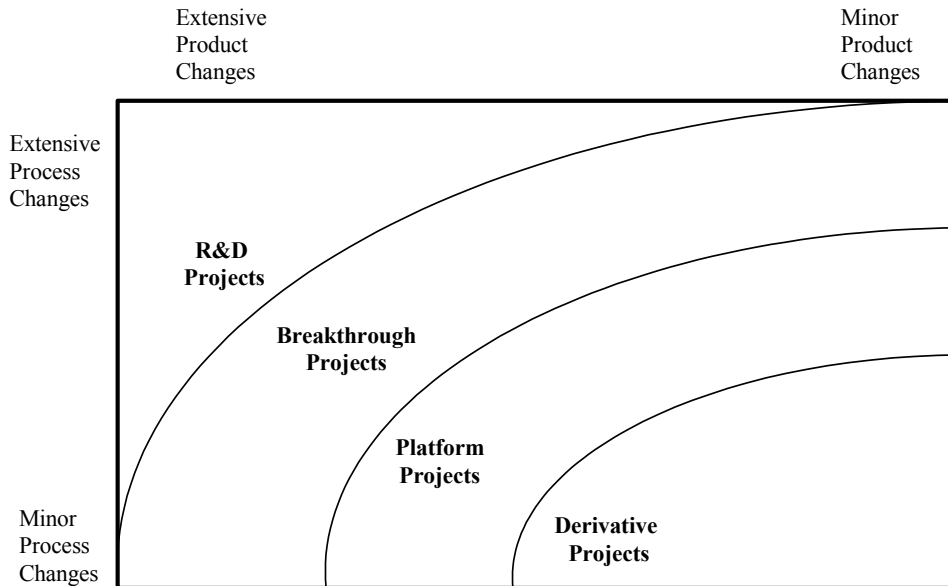 Extensive
Product
Changes
Minor
Product
Changes
Extensive
Process
Changes
R&D
Projects
Breakthrough
Projects
Platform
Projects
Minor
Process
Changes
Derivative
Projects